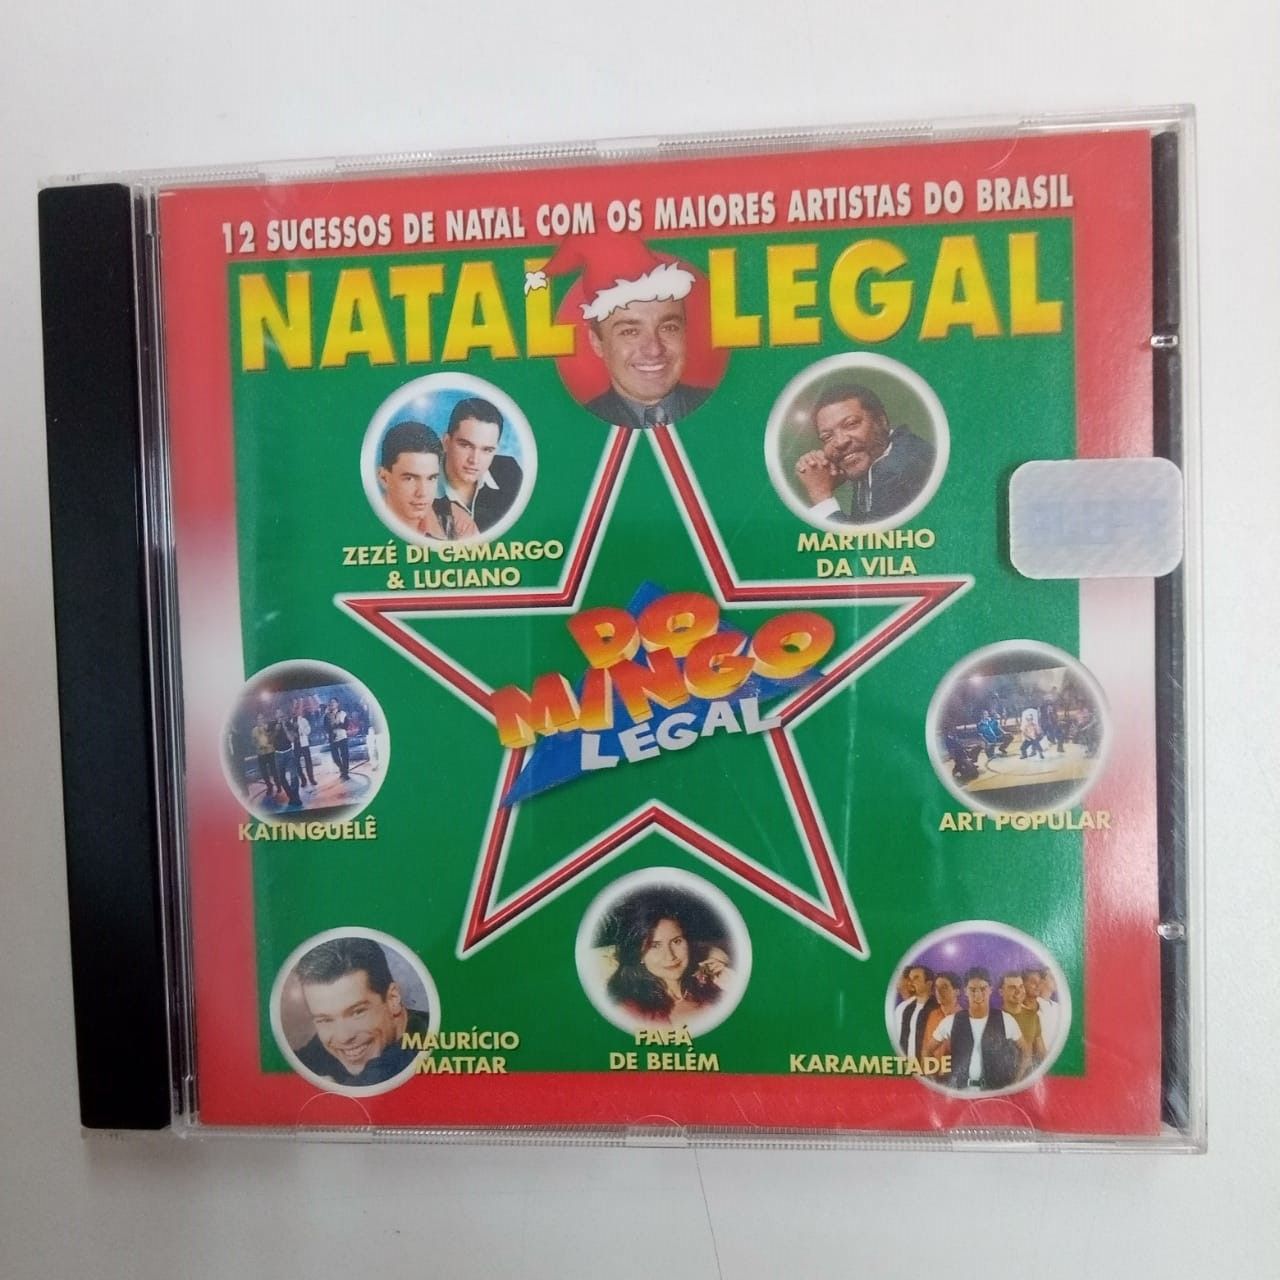 12 SUCESSOS DE NATAL COM OS MAIORES ARTISTAS DO BRASIL
NATAL LEGAL
ZEZÉ DI CAMARGO
& LUCIANO
MARTINHO
DA VILA
DO
MINGO
LEGAL
KATINGUELÊ
ART POPULAR
MAURÍCIO
MATTAR
FAFÁ
DE BELÉM
KARAMETADE